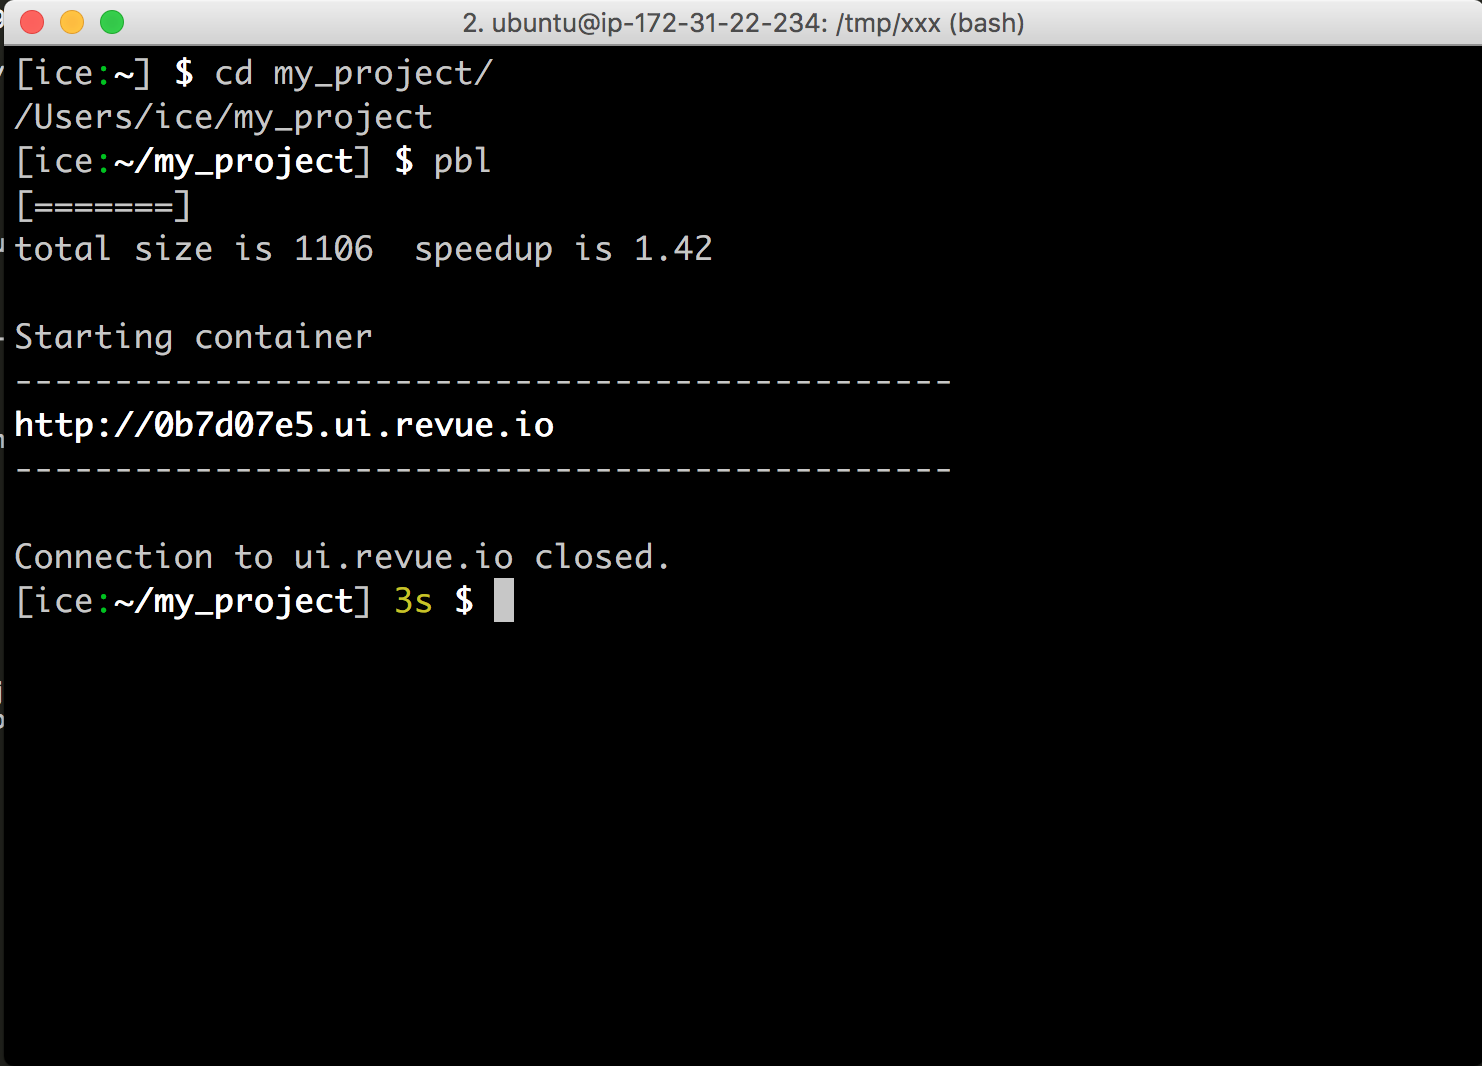 2. ubuntu@ip-172-31-22-234: /tmp/xxx (bash)
[ice:~] $ cd my_project/
/Users/ice/my_project
[ice:~/my_project] $ pbl
[=======]
total size is 1106  speedup is 1.42
Starting container
-----------------------------------------------
http://0b7d07e5.ui.revue.io
-----------------------------------------------
Connection to ui.revue.io closed.
[ice:~/my_project] 3s $